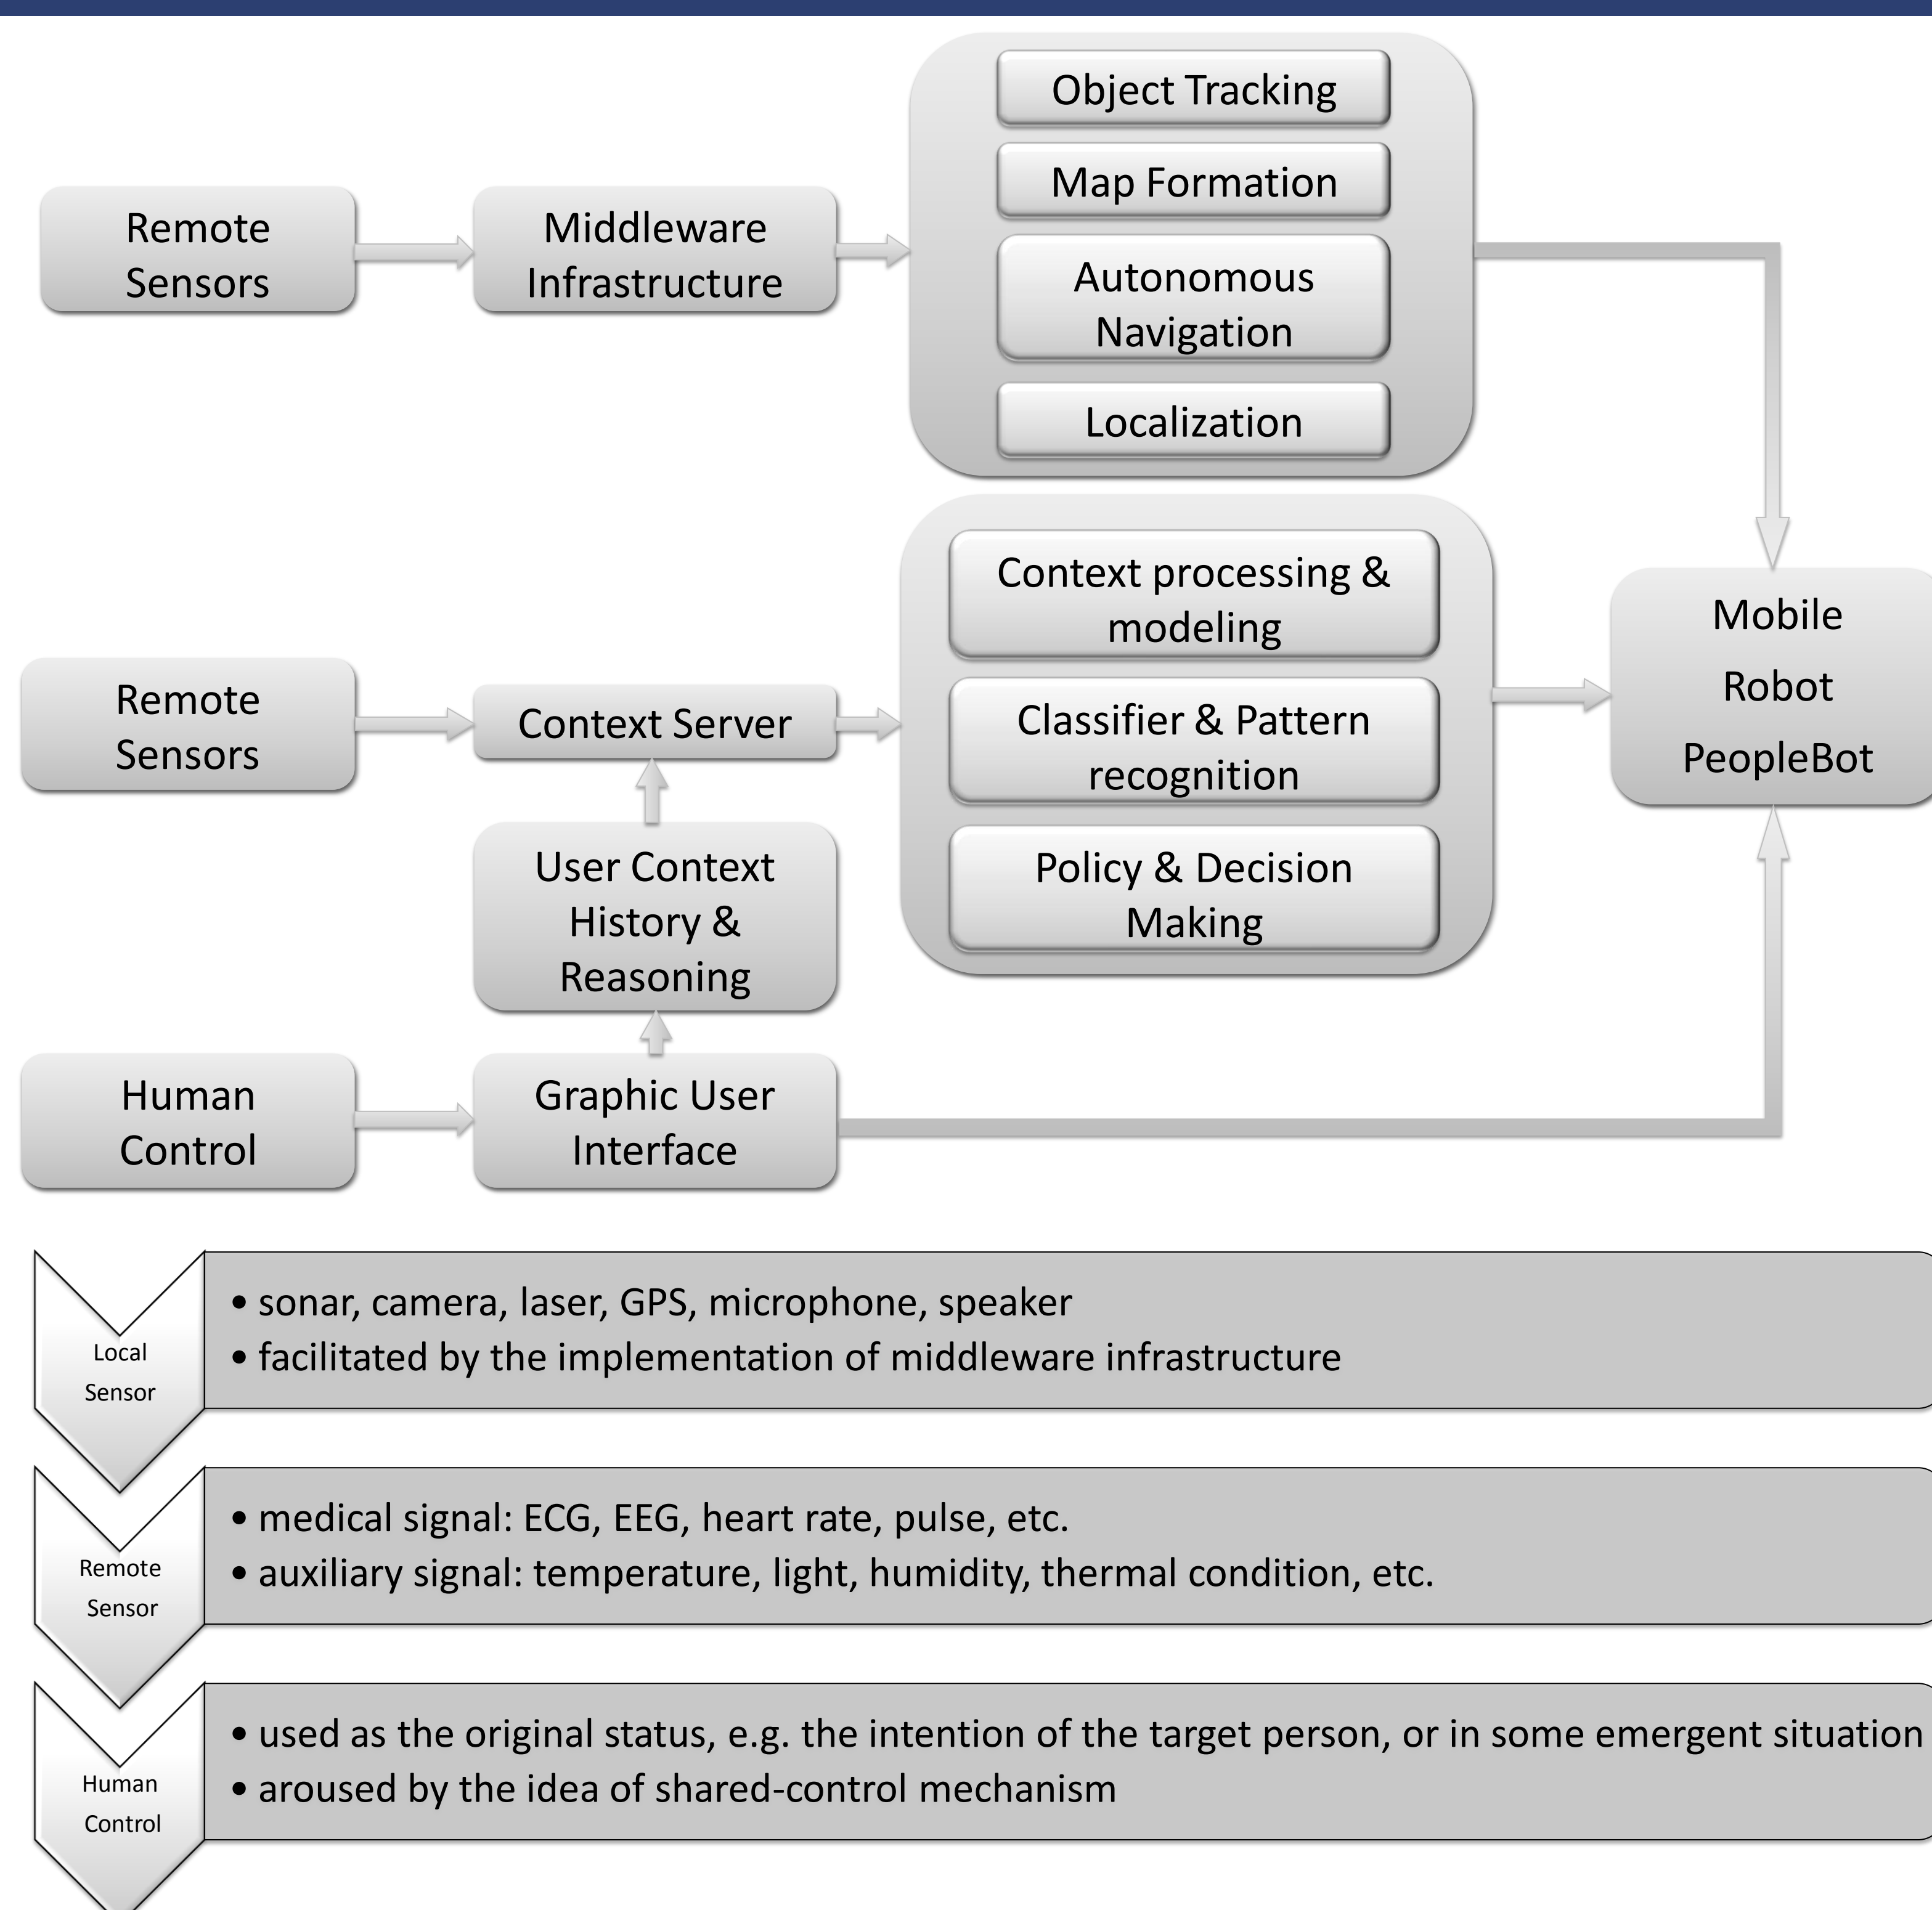 Object Tracking
Map Formation
Autonomous
Navigation
Localization
Remote
Sensors
Middleware
Infrastructure
Context processing &
modeling
Classifier & Pattern
recognition
Policy & Decision
Making
Remote
Sensors
Context Server
User Context
History &
Reasoning
Mobile
Robot
PeopleBot
Human
Control
Graphic User
Interface
Local
Sensor
• sonar, camera, laser, GPS, microphone, speaker
• facilitated by the implementation of middleware infrastructure
Remote
Sensor
• medical signal: ECG, EEG, heart rate, pulse, etc.
• auxiliary signal: temperature, light, humidity, thermal condition, etc.
Human
Control
• used as the original status, e.g. the intention of the target person, or in some emergent situation
• aroused by the idea of shared-control mechanism